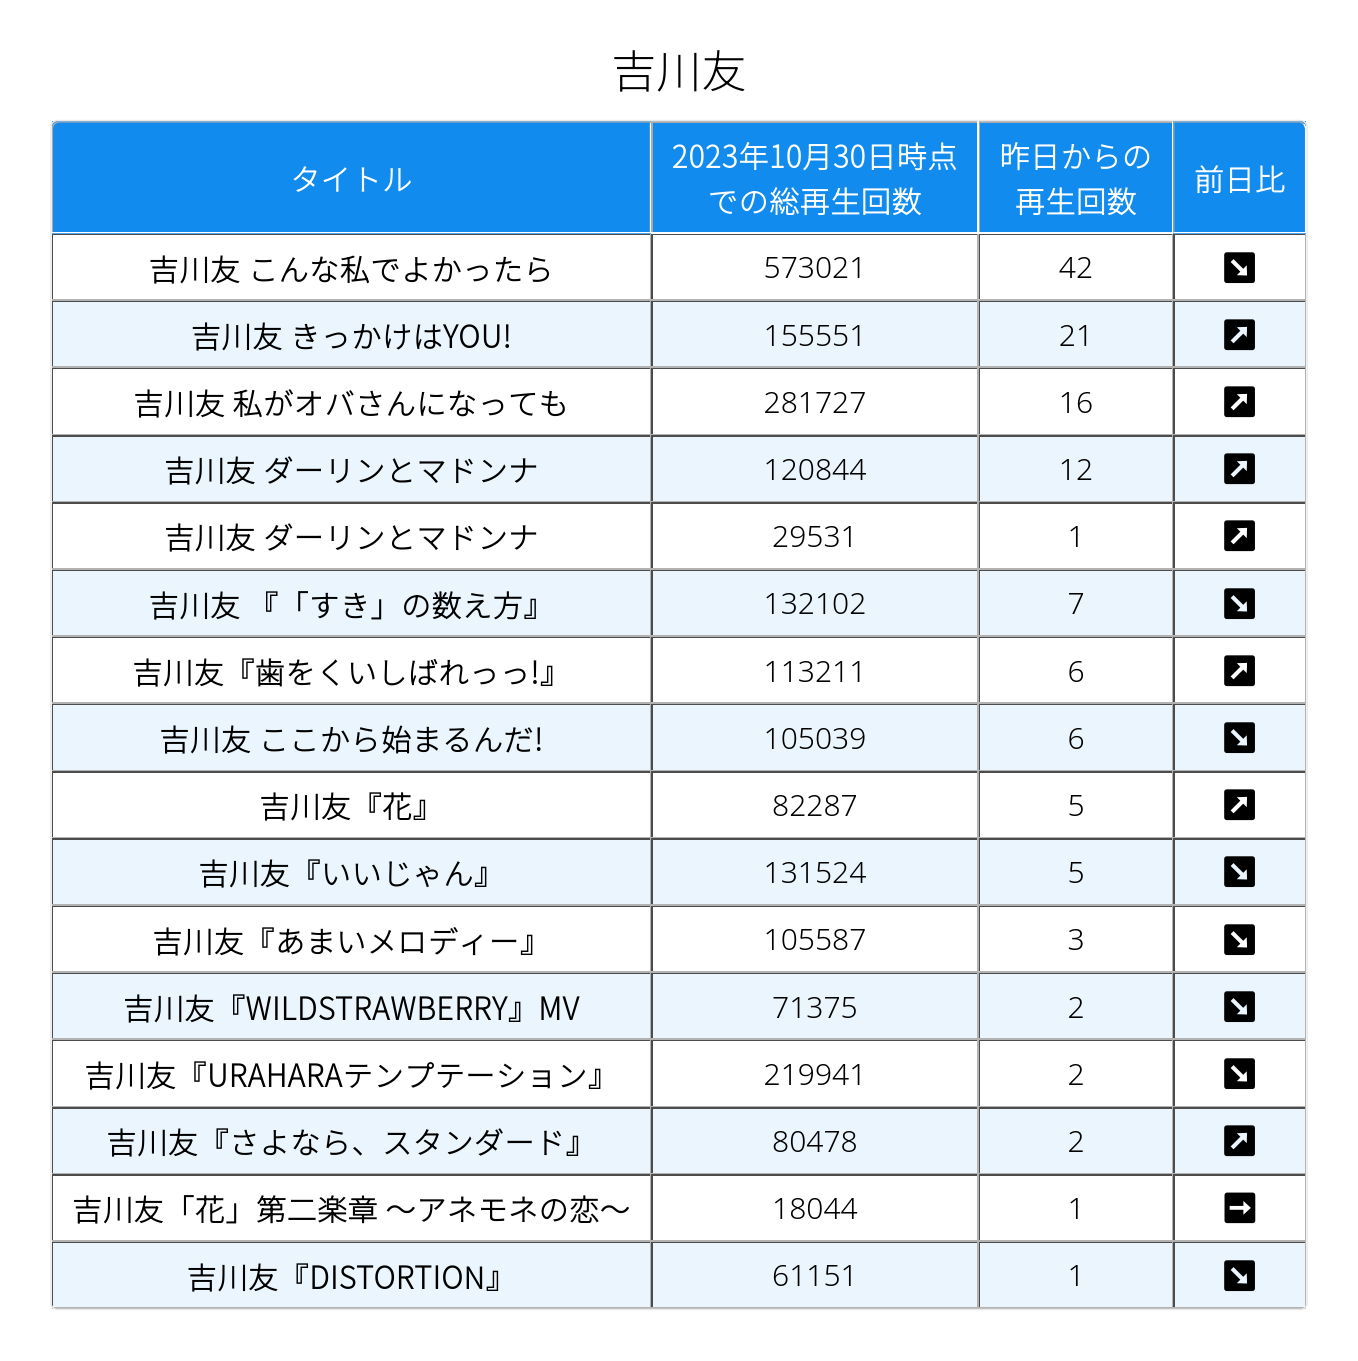 吉川友
タイトル 2023年10月30日時点での総再生回数 昨日からの再生回数 前日比
吉川友 こんな私でよかったら 573021 42 ↘
吉川友 きっかけはYOU! 155551 21 ↗
吉川友 私がオバさんになっても 281727 16 ↗
吉川友 ダーリンとマドンナ 120844 12 ↗
吉川友 ダーリンとマドンナ 29531 1 ↗
吉川友 『「すき」の数え方』 132102 7 ↘
吉川友『歯をくいしばれっっ!』 113211 6 ↗
吉川友 ここから始まるんだ! 105039 6 ↘
吉川友『花』 82287 5 ↗
吉川友『いいじゃん』 131524 5 ↘
吉川友『あまいメロディー』 105587 3 ↘
吉川友『WILDSTRAWBERRY』MV 71375 2 ↘
吉川友『URAHARAテンプテーション』 219941 2 ↘
吉川友『さよなら、スタンダード』 80478 2 ↗
吉川友「花」第二楽章 ～アネモネの恋～ 18044 1 →
吉川友『DISTORTION』 61151 1 ↘